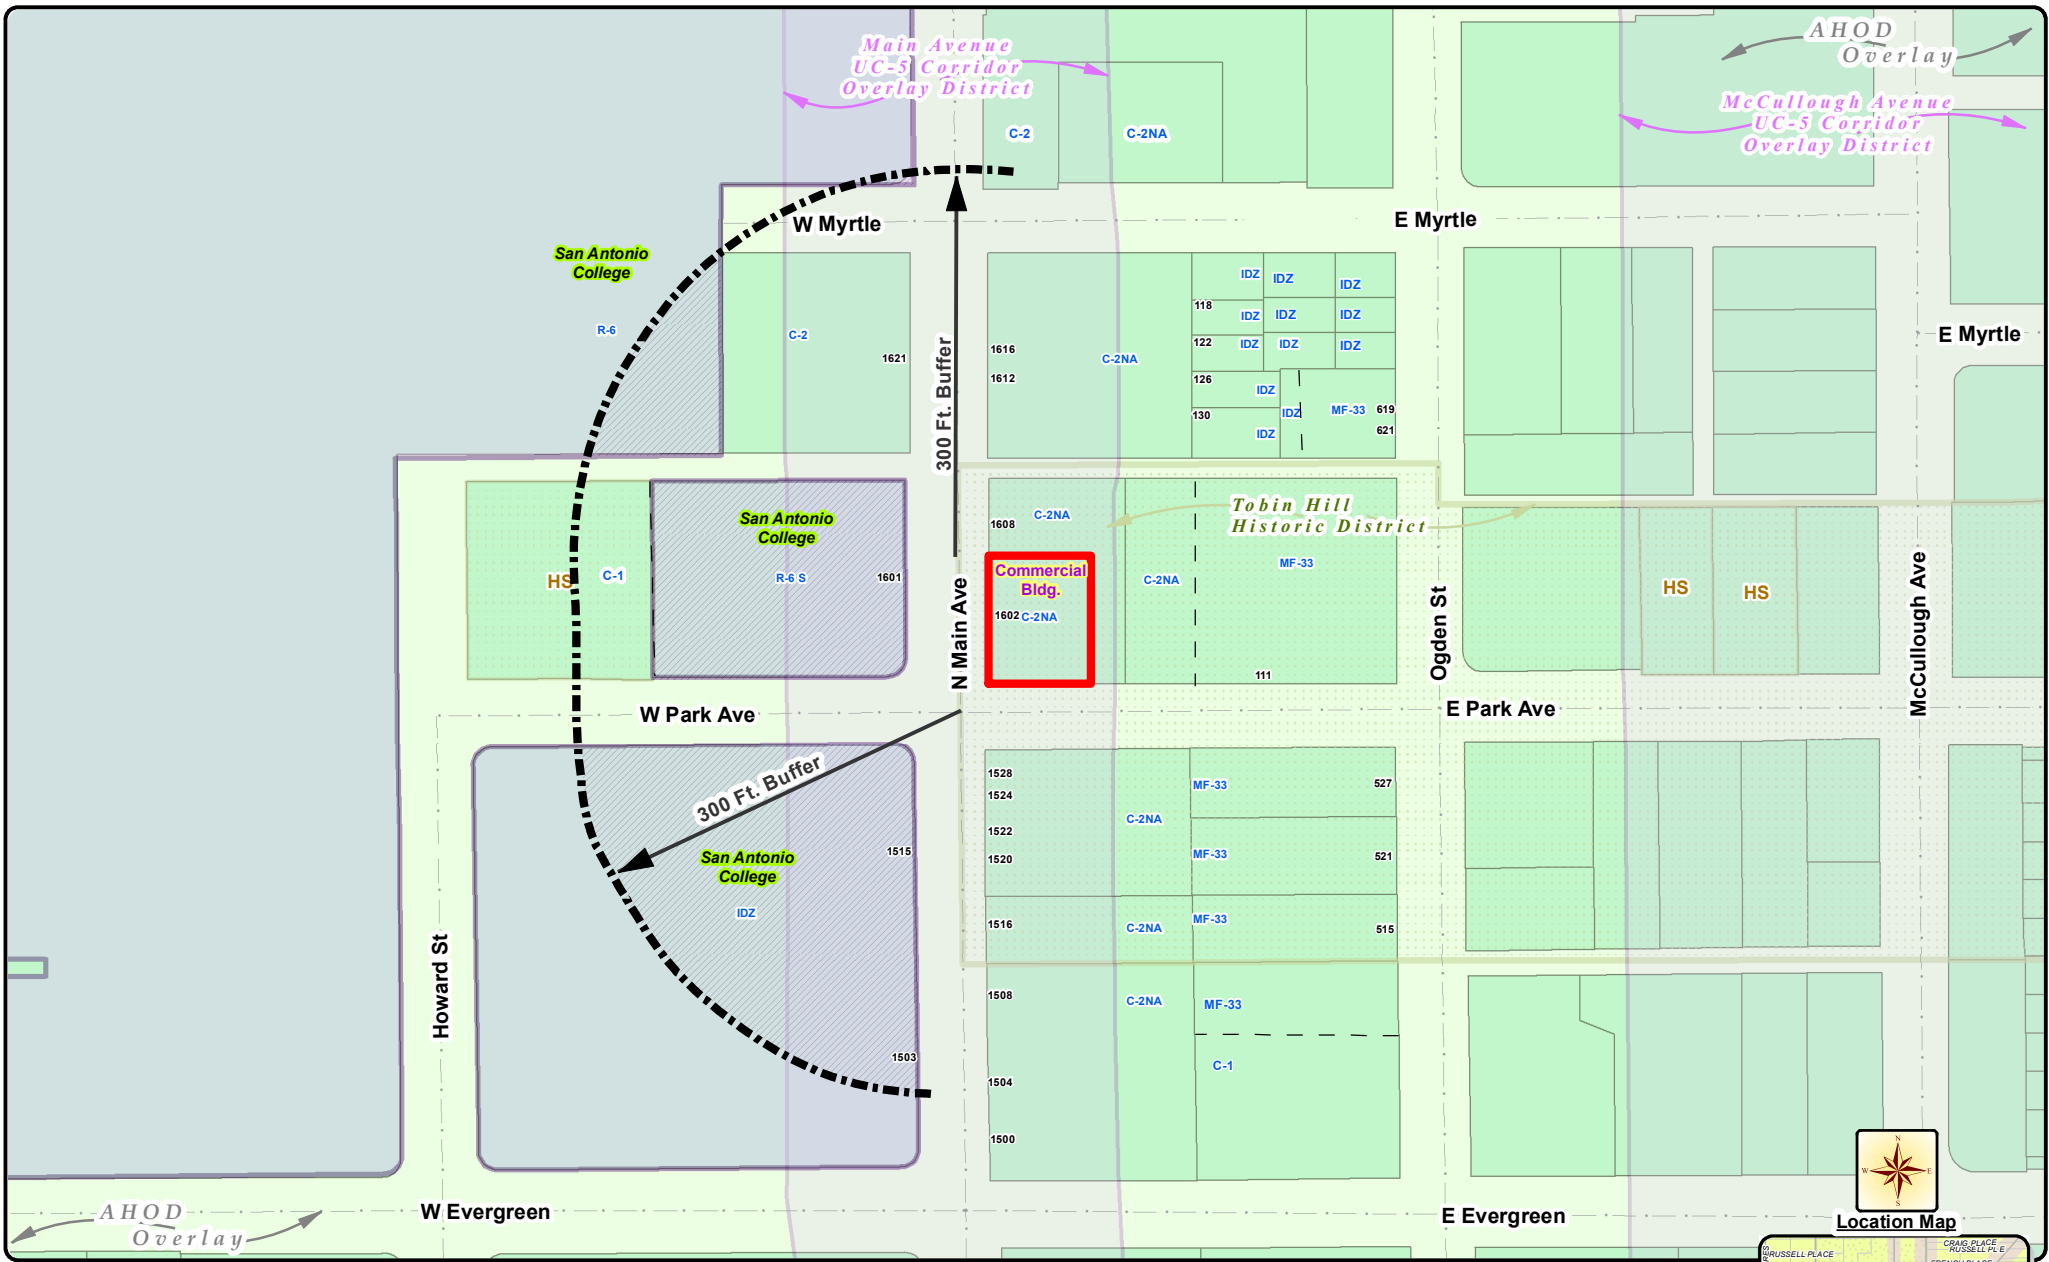 Main Avenue
UC-5 Corridor
Overlay District
AHOD
Overlay
McCullough Avenue
UC-5 Corridor
Overlay District
C-2
C-2NA
W Myrtle
E Myrtle
San Antonio
College
R-6
C-2
1621
300 Ft. Buffer
1616
1612
C-2NA
IDZ
IDZ
IDZ
118
IDZ
IDZ
IDZ
122
IDZ
IDZ
IDZ
126
IDZ
130
IDZ
IDZ
MF-33
619
621
E Myrtle
San Antonio
College
HS
C-1
R-6 S
1601
N Main Ave
1608
C-2NA
Commercial
Bldg.
1602
C-2NA
C-2NA
Tobin Hill
Historic District
MF-33
111
Ogden St
HS
HS
McCullough Ave
W Park Ave
E Park Ave
300 Ft. Buffer
San Antonio
College
IDZ
1515
1503
Howard St
1528
1524
1522
1520
C-2NA
MF-33
527
MF-33
521
1516
C-2NA
MF-33
515
1508
C-2NA
MF-33
1504
C-1
1500
N
W
E
S
Location Map
AHOD
Overlay
W Evergreen
E Evergreen
RUSSELL PLACE
CRAIG PLACE